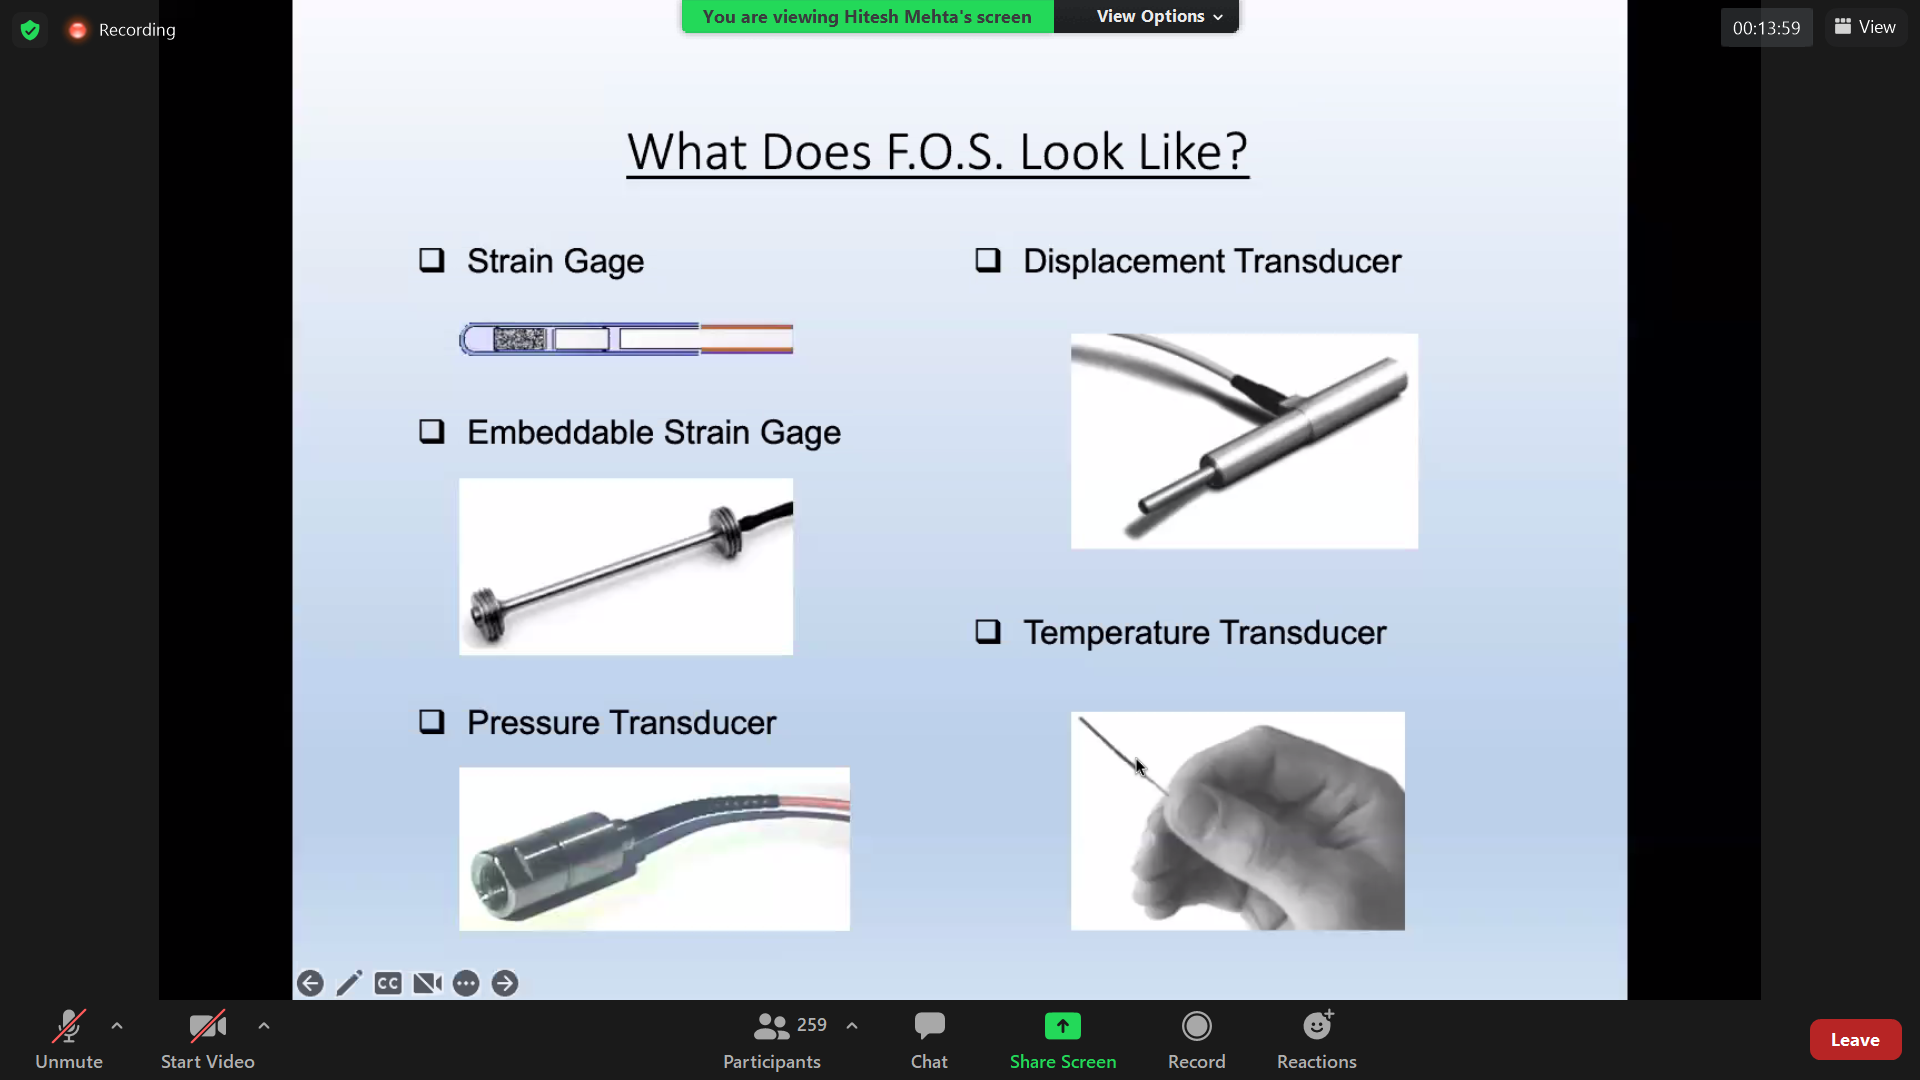 Recording
You are viewing Hitesh Mehta's screen
View Options
00:13:59
View
What Does F.O.S. Look Like?
Strain Gage
Embeddable Strain Gage
Pressure Transducer
Displacement Transducer
Temperature Transducer
CC
Unmute
Start Video
259
Participants
Chat
Share Screen
Record
Reactions
Leave